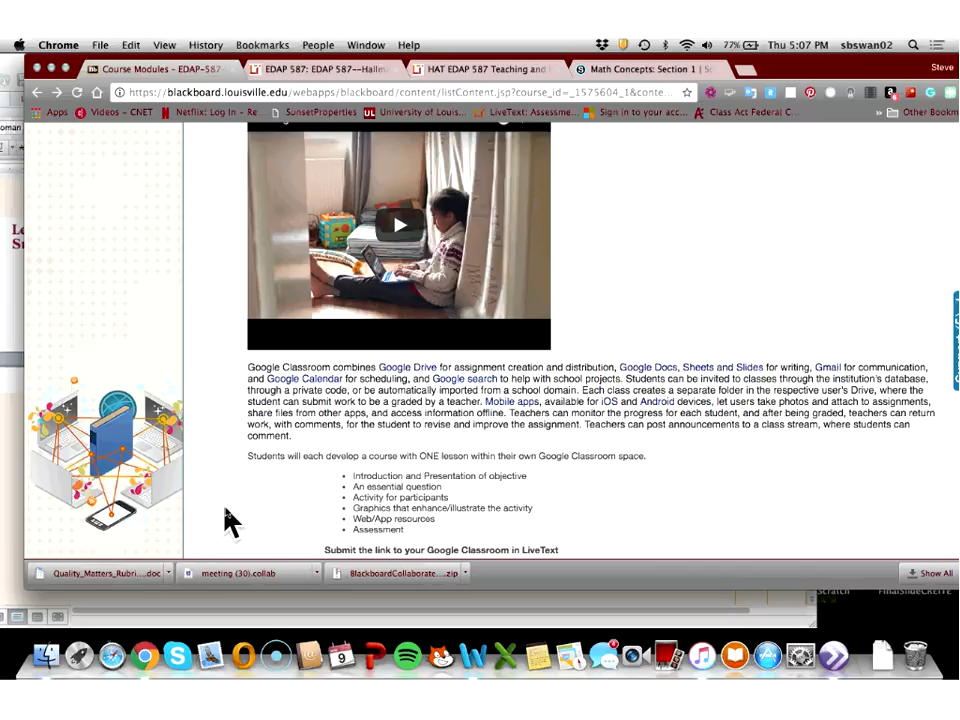 Chrome File Edit View History Bookmarks People Window Help 77% Thu 5:07 PM sbswan02
Course Modules - EDAP-587- EDAP 587: EDAP 587--Hallma HAT EDAP 587 Teaching and Math Concepts: Section 1 | Sc Steve
https://blackboard.louisville.edu/webapps/blackboard/content/listContent.jsp?course_id=_1575604_1&conte...
Apps Videos - CNET Netflix: Log In - Re... SunsetProperties University of Louis... LiveText: Assessme... Sign in to your acc... Class Act Federal C... » Other Bookm
oman
Le
St
Google Classroom combines Google Drive for assignment creation and distribution, Google Docs, Sheets and Slides for writing, Gmail for communication,
and Google Calendar for scheduling, and Google search to help with school projects. Students can be invited to classes through the institution's database,
through a private code, or be automatically imported from a school domain. Each class creates a separate folder in the respective user's Drive, where the
student can submit work to be a graded by a teacher. Mobile apps, available for iOS and Android devices, let users take photos and attach to assignments,
share files from other apps, and access information offline. Teachers can monitor the progress for each student, and after being graded, teachers can return
work, with comments, for the student to revise and improve the assignment. Teachers can post announcements to a class stream, where students can
comment.
Students will each develop a course with ONE lesson within their own Google Classroom space.
• Introduction and Presentation of objective
• An essential question
• Activity for participants
• Graphics that enhance/illustrate the activity
• Web/App resources
• Assessment
Submit the link to your Google Classroom in LiveText
Quality_Matters_Rubri....doc meeting (30).collab BlackboardCollaborate....zip Show All
Scratch FinalSlideCREATE